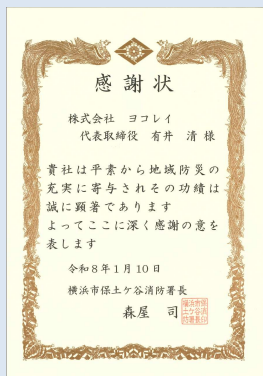 感謝状
株式会社 ヨコレイ
代表取締役 有井 清 様
貴社は平素から地域防災の
充実に寄与されその功績は
誠に顕著であります
よってここに深く感謝の意を
表します
令和8年1月10日
横浜市保土ケ谷消防署長
森屋 司